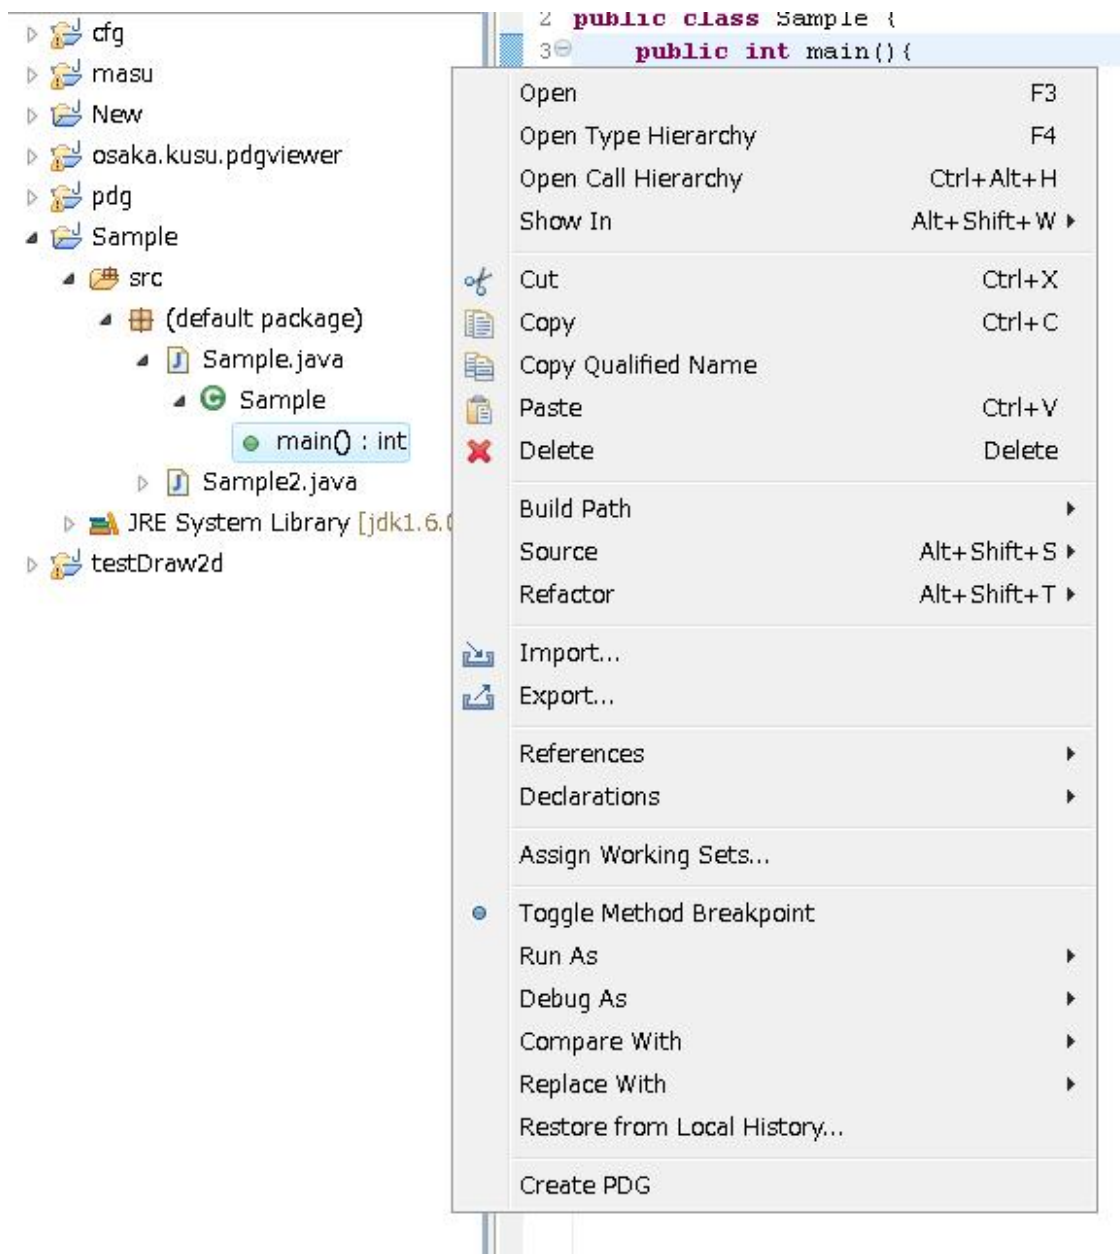 cfg
masu
New
osaka.kusu.pdgviewer
pdg
Sample
src
(default package)
Sample.java
Sample
main() : int
Sample2.java
JRE System Library [jdk1.6.
testDraw2d
2 public class Sample {
3 public int main(){
Open F3
Open Type Hierarchy F4
Open Call Hierarchy Ctrl+Alt+H
Show In Alt+Shift+W
Cut Ctrl+X
Copy Ctrl+C
Copy Qualified Name
Paste Ctrl+V
Delete Delete
Build Path
Source Alt+Shift+S
Refactor Alt+Shift+T
Import...
Export...
References
Declarations
Assign Working Sets...
Toggle Method Breakpoint
Run As
Debug As
Compare With
Replace With
Restore from Local History...
Create PDG